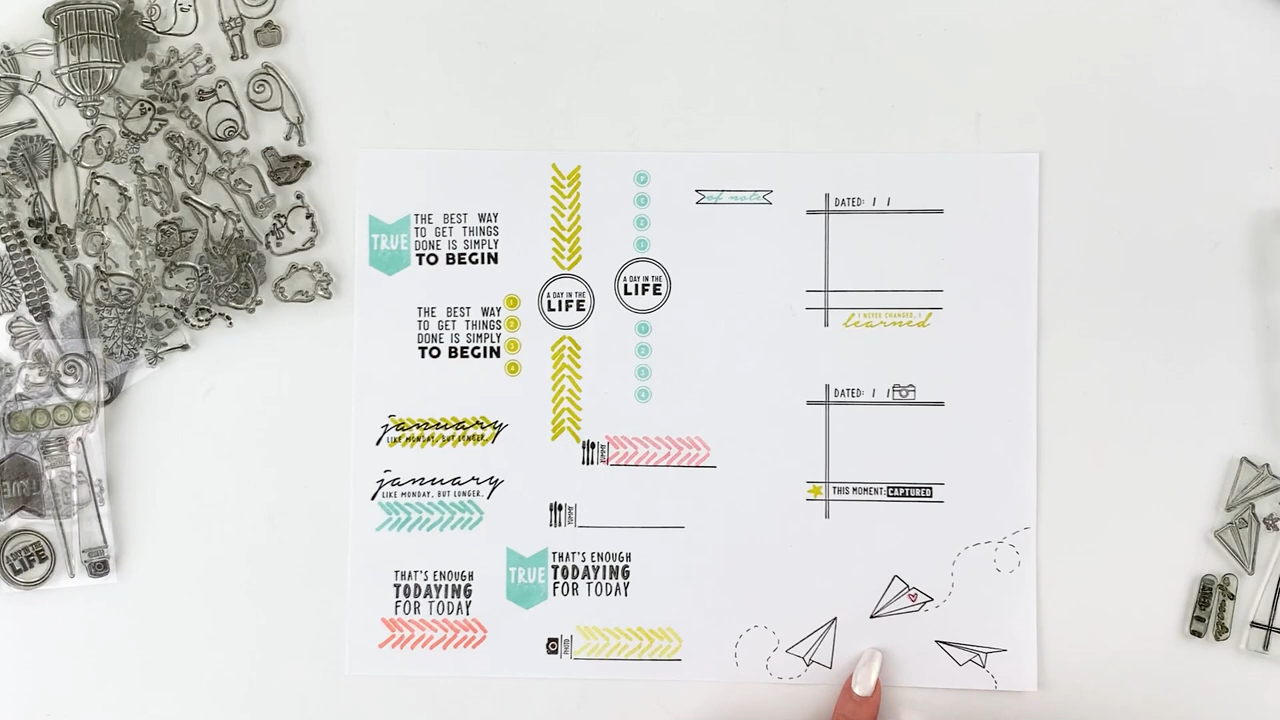 TRUE
THE BEST WAY
TO GET THINGS
DONE IS SIMPLY
TO BEGIN
THE BEST WAY
TO GET THINGS
DONE IS SIMPLY
TO BEGIN
1
2
3
4
january
LIKE MONDAY, BUT LONGER.
january
LIKE MONDAY, BUT LONGER.
THAT'S ENOUGH
TODAYING
FOR TODAY
A DAY IN THE
LIFE
A DAY IN THE
LIFE
1
2
3
4
YUMMY
YUMMY
TRUE
THAT'S ENOUGH
TODAYING
FOR TODAY
PHOTO
of note
DATED: / /
I NEVER CHANGED, I
learned
DATED: / /
THIS MOMENT: CAPTURED
TRUE
A DAY IN THE
LIFE